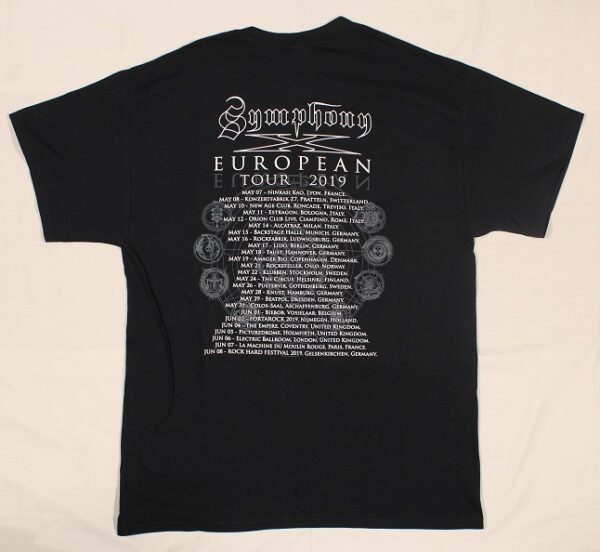 Symphony
X
EUROPEAN
TOUR 2019
MAY 07 - NINKASI KAO, LYON, FRANCE.
MAY 08 - KONZERTFABRIK Z7, PRATTELN, SWITZERLAND.
MAY 10 - NEW AGE CLUB, RONCADE, TREVISO, ITALY.
MAY 11 - ESTRAGON, BOLOGNA, ITALY.
MAY 12 - ORION CLUB LIVE, CIAMPINO, ROME, ITALY.
MAY 14 - ALCATRAZ, MILAN, ITALY.
MAY 15 - BACKSTAGE HALLE, MUNICH, GERMANY.
MAY 16 - ROCKFABRIK, LUDWIGSBURG, GERMANY.
MAY 17 - LIDO, BERLIN, GERMANY.
MAY 18 - FAUST, HANNOVER, GERMANY.
MAY 19 - AMAGER BIO, COPENHAGEN, DENMARK.
MAY 21 - ROCKEFELLER, OSLO, NORWAY.
MAY 22 - KLUBBEN, STOCKHOLM, SWEDEN.
MAY 24 - THE CIRCUS, HELSINKI, FINLAND.
MAY 26 - PUSTERVIK, GOTHENBURG, SWEDEN.
MAY 28 - KNUST, HAMBURG, GERMANY.
MAY 29 - BEATPOL, DRESDEN, GERMANY.
MAY 31 - COLOS-SAAL, ASCHAFFENBURG, GERMANY.
JUN 01 - BIEBOB, VOSSELAAR, BELGIUM.
JUN 02 - FORTAROCK 2019, NIJMEGEN, HOLLAND.
JUN 04 - THE EMPIRE, COVENTRY, UNITED KINGDOM.
JUN 05 - PICTUREDROME, HOLMFIRTH, UNITED KINGDOM.
JUN 06 - ELECTRIC BALLROOM, LONDON, UNITED KINGDOM.
JUN 07 - LA MACHINE DU MOULIN ROUGE, PARIS, FRANCE.
JUN 08 - ROCK HARD FESTIVAL 2019, GELSENKIRCHEN, GERMANY.